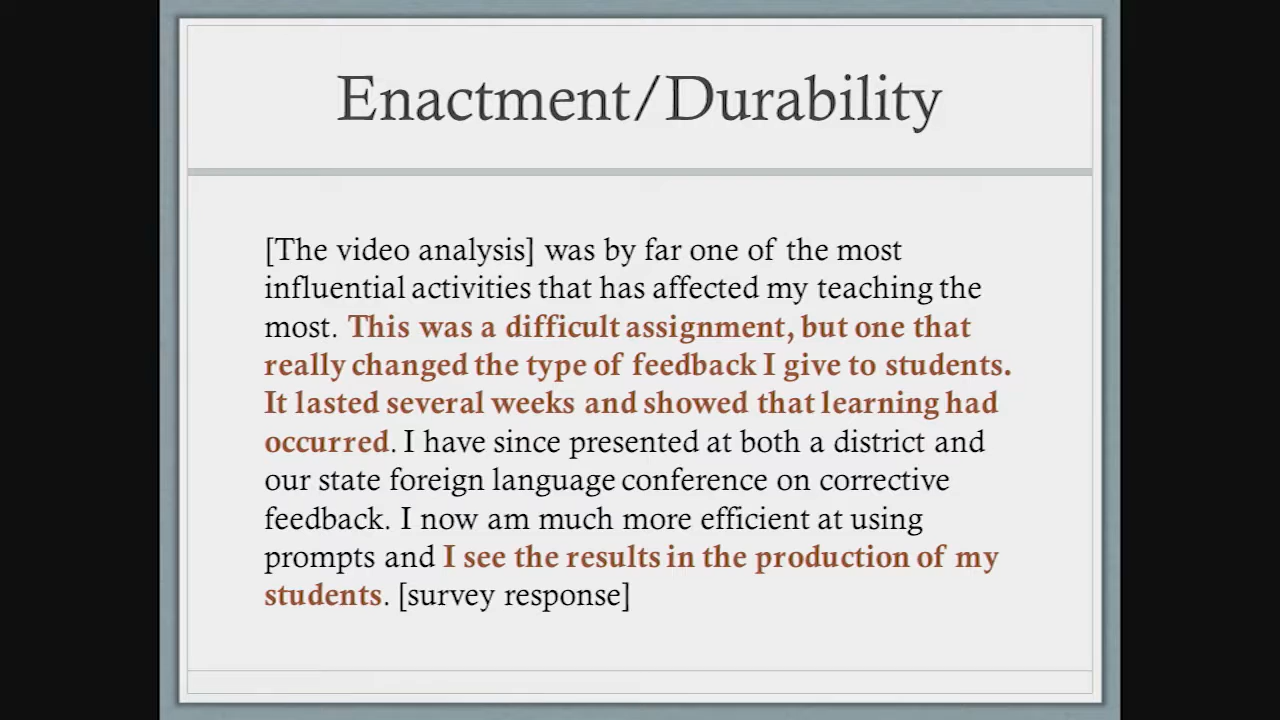 Enactment/Durability
[The video analysis] was by far one of the most
influential activities that has affected my teaching the
most. This was a difficult assignment, but one that
really changed the type of feedback I give to students.
It lasted several weeks and showed that learning had
occurred. I have since presented at both a district and
our state foreign language conference on corrective
feedback. I now am much more efficient at using
prompts and I see the results in the production of my
students. [survey response]